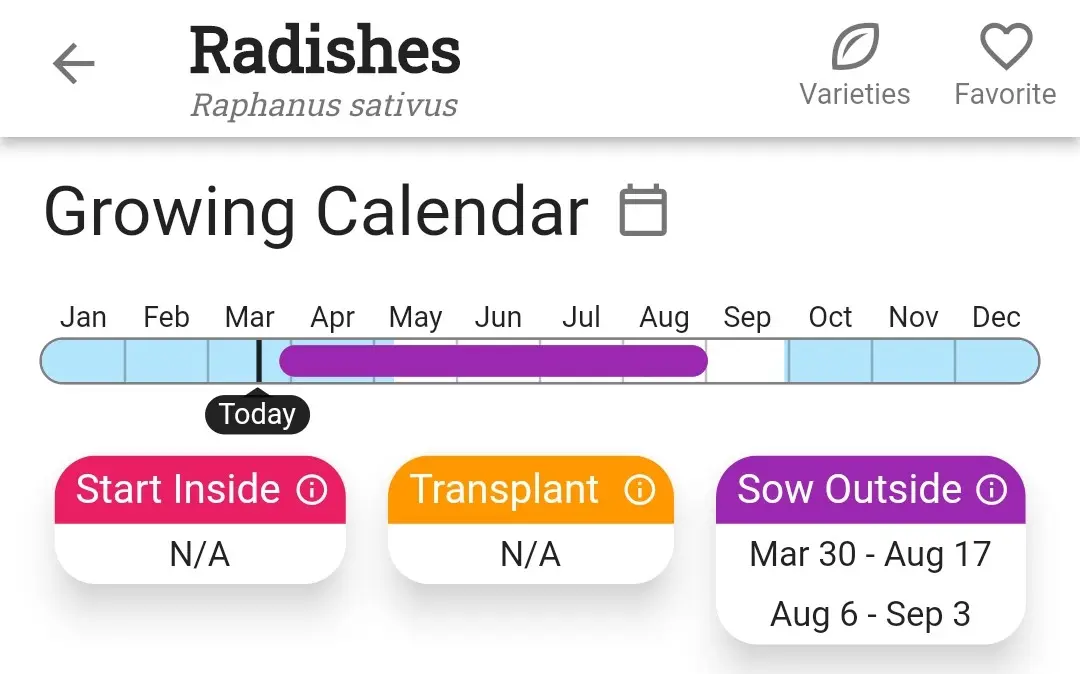 Radishes
Raphanus sativus
Varieties
Favorite
Growing Calendar
Jan Feb Mar Apr May Jun Jul Aug Sep Oct Nov Dec
Today
Start Inside
N/A
Transplant
N/A
Sow Outside
Mar 30 - Aug 17
Aug 6 - Sep 3